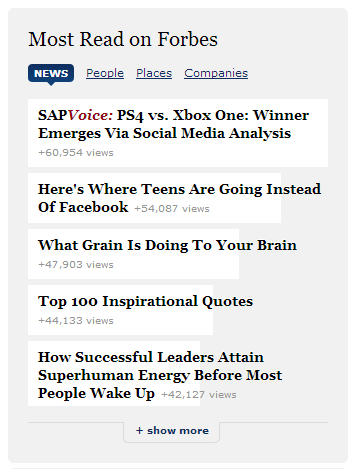 Most Read on Forbes
NEWS People Places Companies
SAPVoice: PS4 vs. Xbox One: Winner
Emerges Via Social Media Analysis
+60,954 views
Here's Where Teens Are Going Instead
Of Facebook +54,087 views
What Grain Is Doing To Your Brain
+47,903 views
Top 100 Inspirational Quotes
+44,133 views
How Successful Leaders Attain
Superhuman Energy Before Most
People Wake Up +42,127 views
+ show more